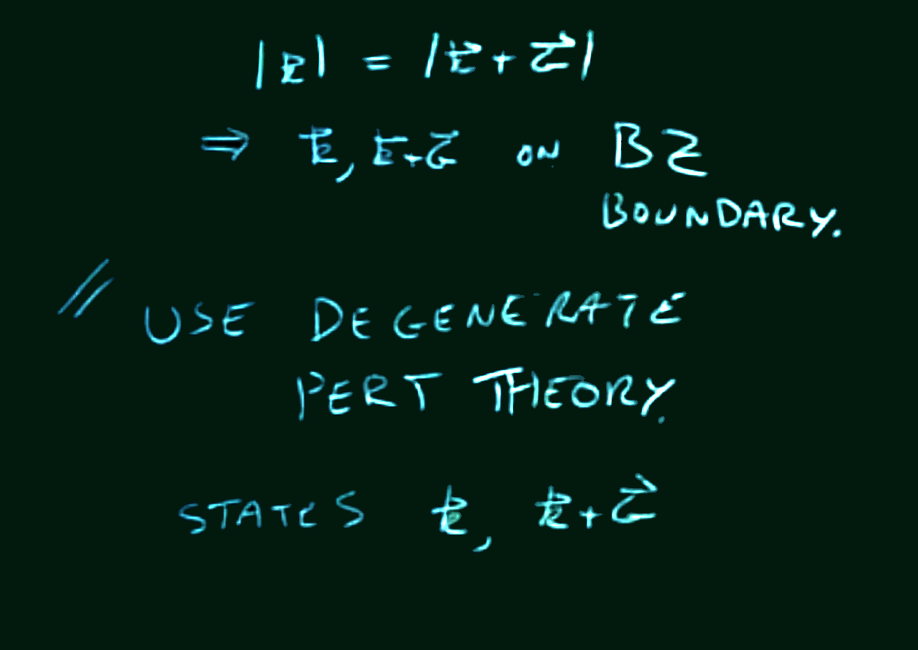 |k⃗| = |k⃗ + G⃗|
⇒ k⃗, k⃗+G⃗ ON BZ
BOUNDARY.
// USE DEGENERATE
PERT THEORY.
STATES k⃗, k⃗+G⃗